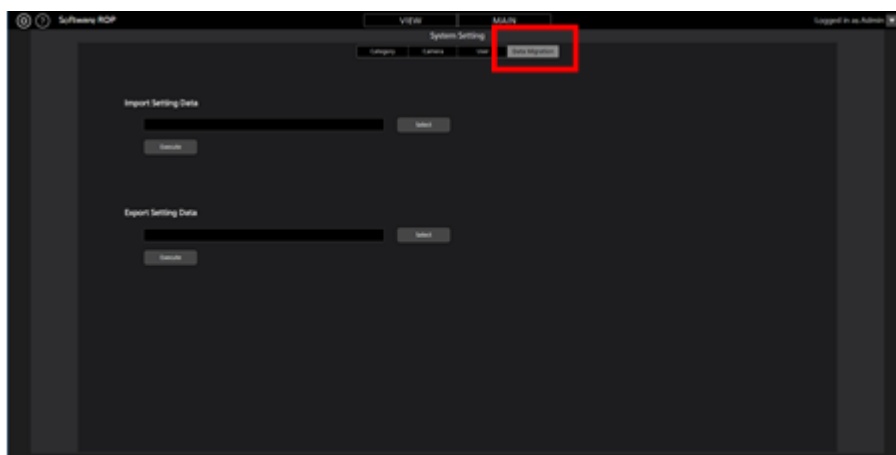 Software ROP VIEW MAIN Logged in as Admin
System Setting
Category Camera User Data Migration
Import Setting Data
Select
Execute
Export Setting Data
Select
Execute